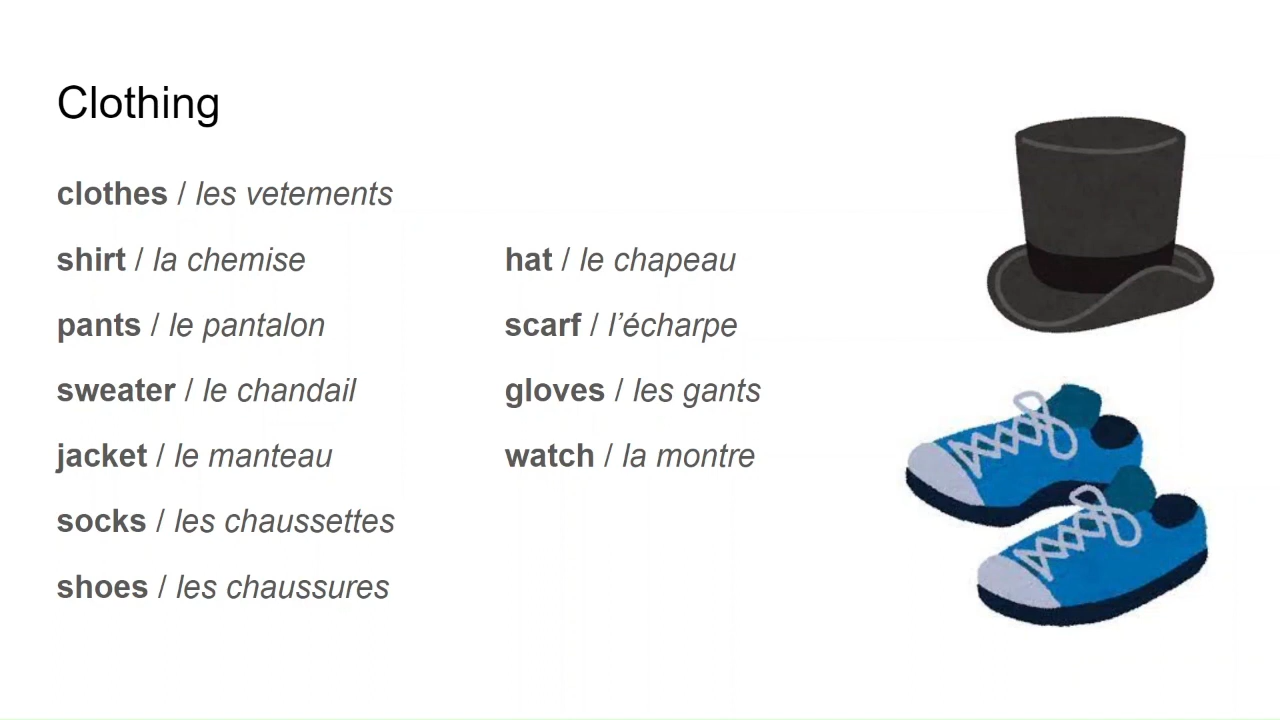 Clothing
clothes / les vetements
shirt / la chemise
pants / le pantalon
sweater / le chandail
jacket / le manteau
socks / les chaussettes
shoes / les chaussures
hat / le chapeau
scarf / l’écharpe
gloves / les gants
watch / la montre